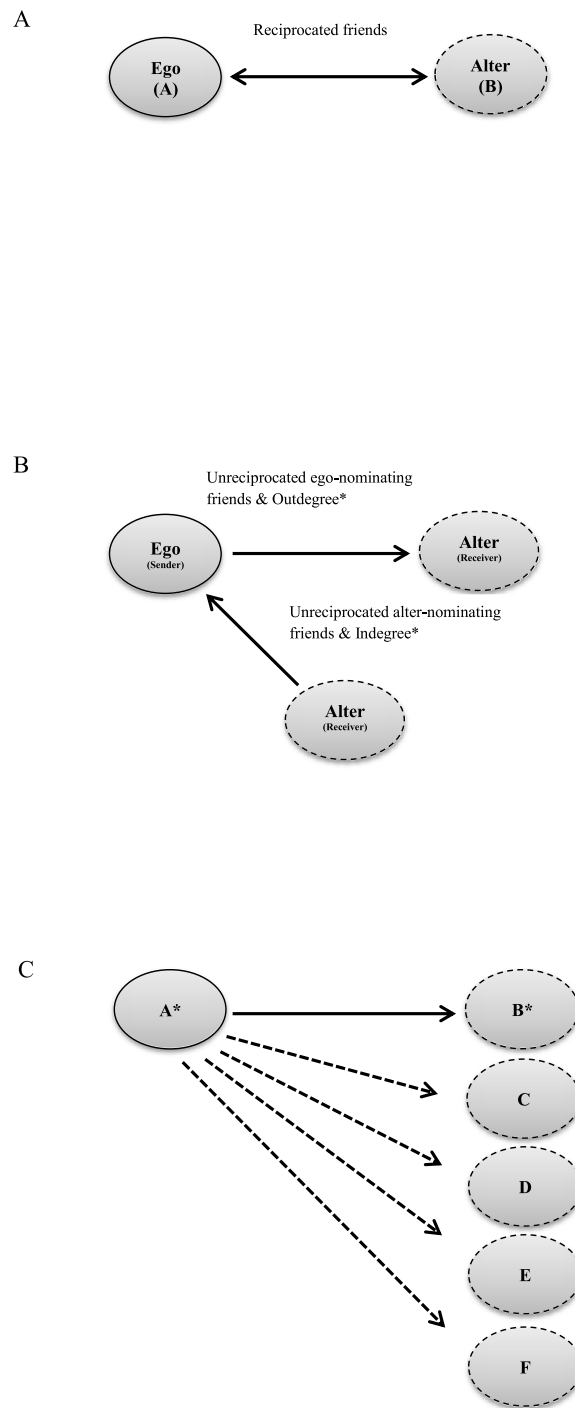 A
Reciprocated friends
Ego
(A)
Alter
(B)
B
Unreciprocated ego-nominating
friends & Outdegree*
Ego
(Sender)
Alter
(Receiver)
Unreciprocated alter-nominating
friends & Indegree*
Alter
(Receiver)
C
A*
B*
C
D
E
F